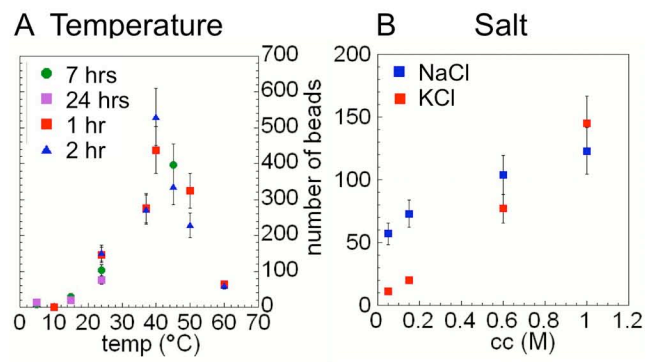 A Temperature
7 hrs
24 hrs
1 hr
2 hr
700
600
500
400
300
200
100
0
number of beads
0 10 20 30 40 50 60 70
temp (°C)
B Salt
NaCl
KCl
200
150
100
50
0
0 0.2 0.4 0.6 0.8 1 1.2
cc (M)